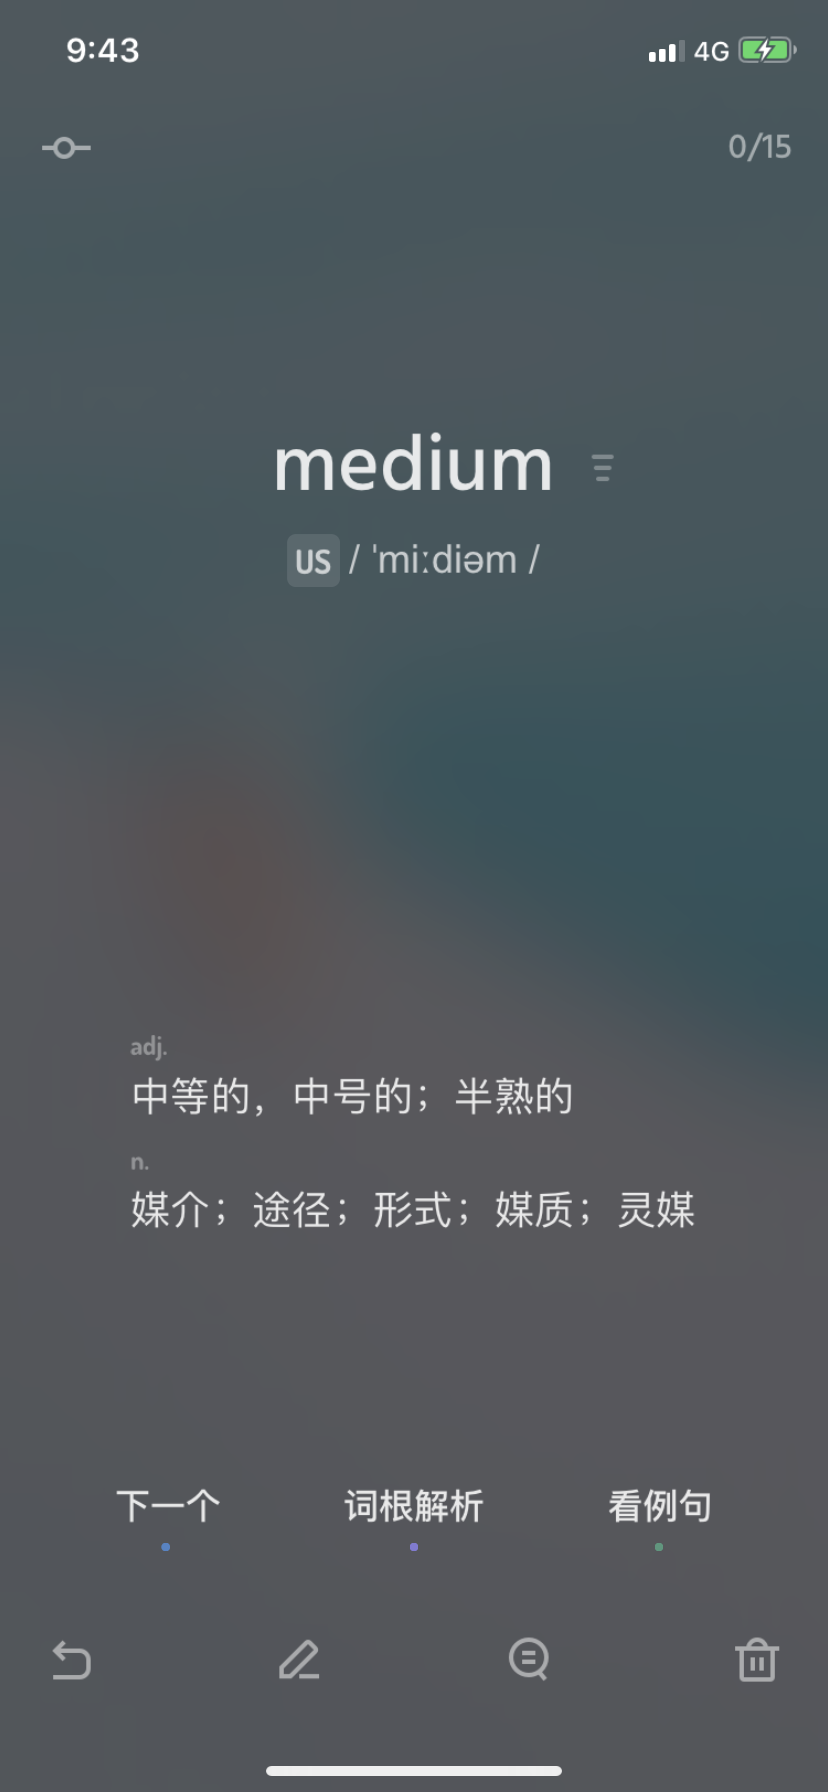 9:43 4G
0/15
medium
US / ˈmiːdiəm /
adj.
中等的，中号的；半熟的
n.
媒介；途径；形式；媒质；灵媒
下一个 词根解析 看例句